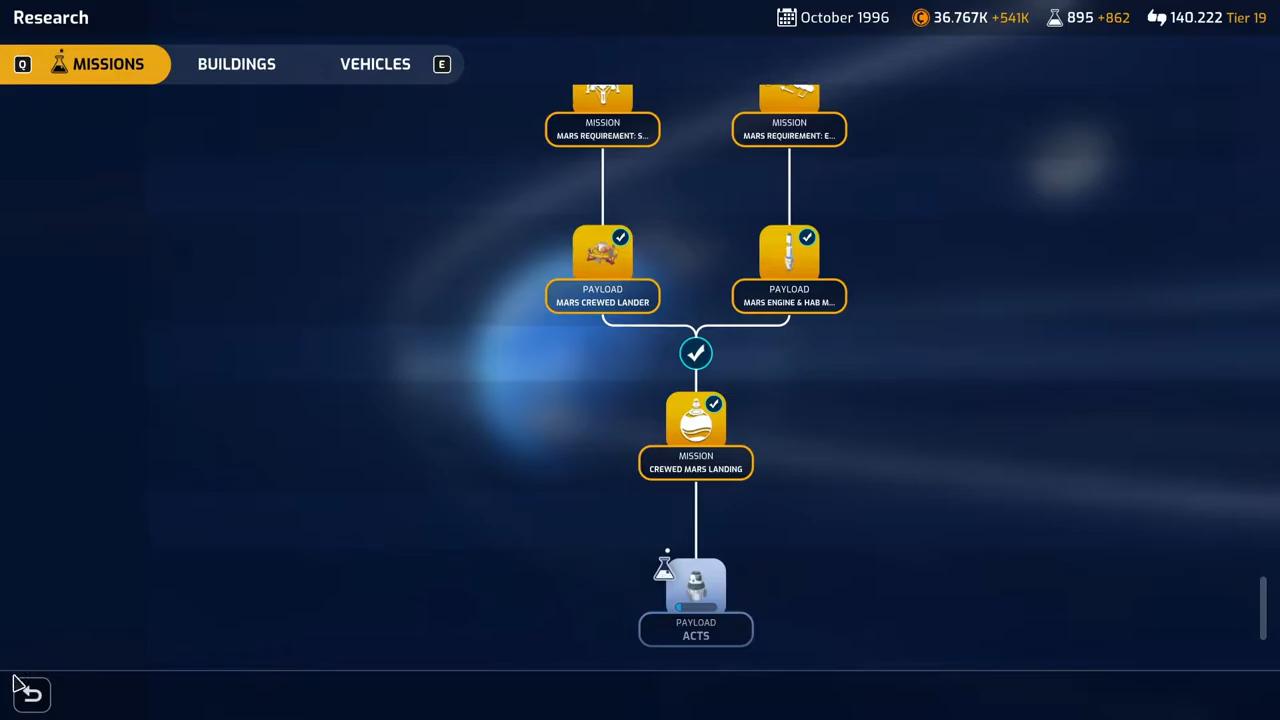 Research
October 1996
36.767K +541K
895 +862
140.222 Tier 19
Q
MISSIONS
BUILDINGS
VEHICLES
E
MISSION
MARS REQUIREMENT: S...
MISSION
MARS REQUIREMENT: E...
PAYLOAD
MARS CREWED LANDER
PAYLOAD
MARS ENGINE & HAB M...
MISSION
CREWED MARS LANDING
PAYLOAD
ACTS